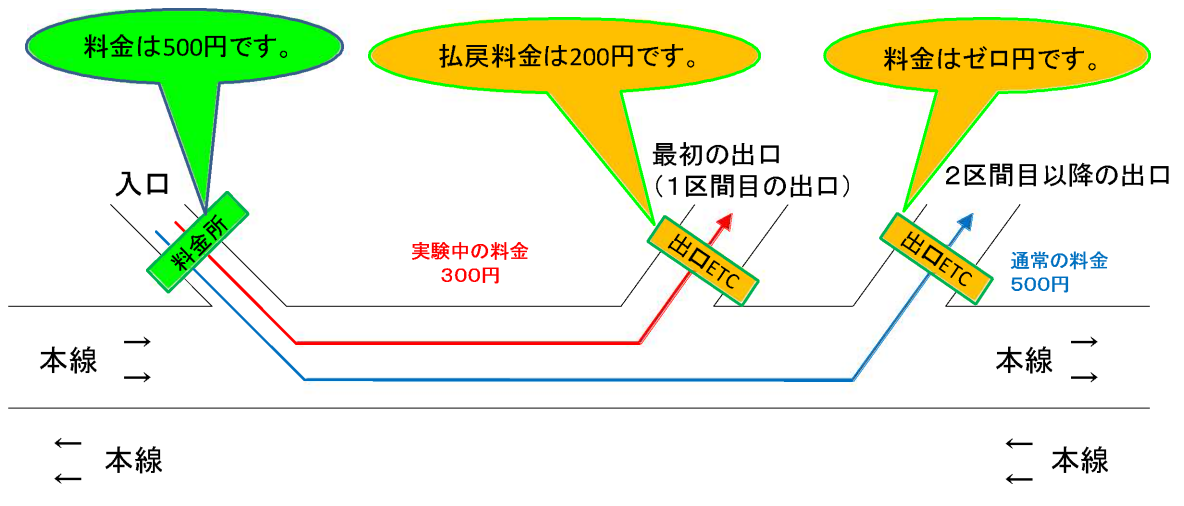 料金は500円です。
払戻料金は200円です。
料金はゼロ円です。
入口
最初の出口
（１区間目の出口）
２区間目以降の出口
料金所
出口ETC
出口ETC
実験中の料金
３００円
通常の料金
５００円
本線 → →
本線 → →
← ← 本線
← ← 本線